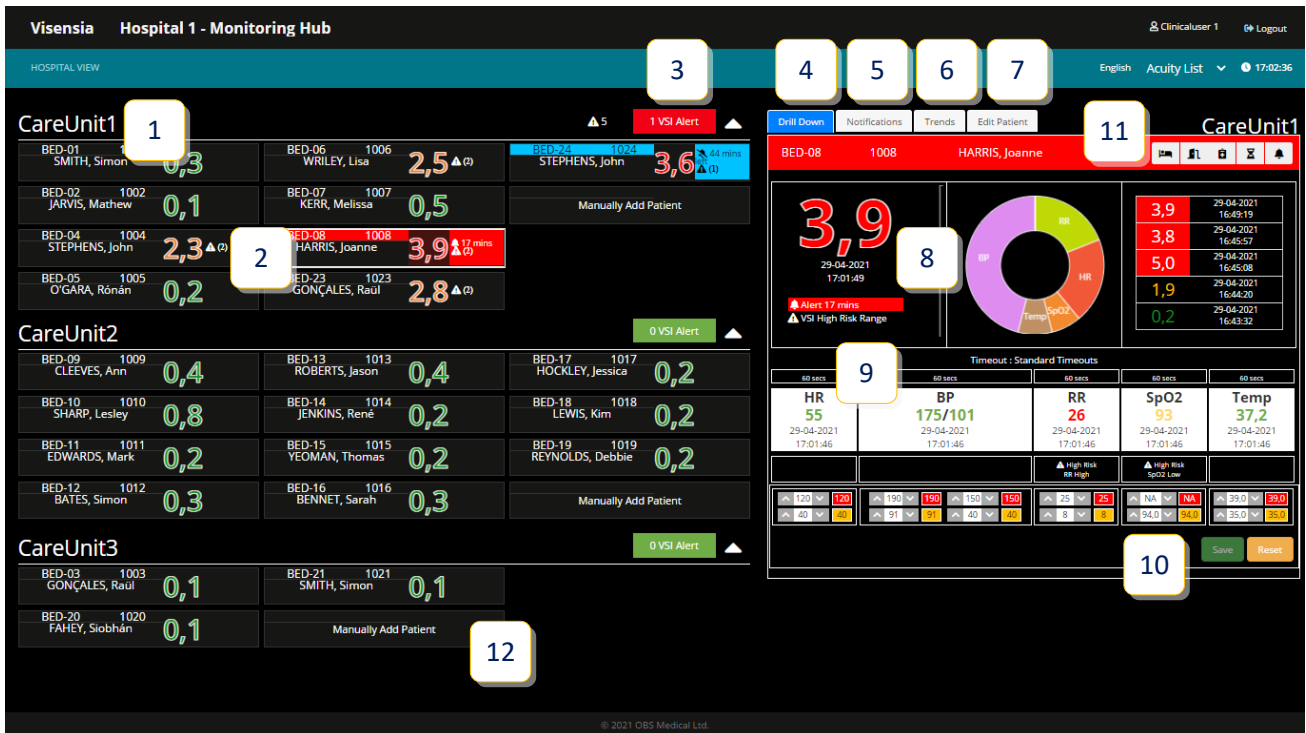 Visensia Hospital 1 - Monitoring Hub
Clinicaluser 1 Logout
HOSPITAL VIEW
English Acuity List 17:02:36
3
4
5
6
7
CareUnit1
1
5
1 VSI Alert
BED-01
SMITH, Simon
0,3
BED-06 1006
WRILEY, Lisa
2,5
(2)
BED-24 1024
STEPHENS, John
3,6
44 mins
(1)
BED-02 1002
JARVIS, Mathew
0,1
BED-07 1007
KERR, Melissa
0,5
Manually Add Patient
BED-04 1004
STEPHENS, John
2,3
(2)
2
BED-08 1008
HARRIS, Joanne
3,9
17 mins
(2)
BED-05 1005
O'GARA, Rónán
0,2
BED-23 1023
GONÇALES, Raül
2,8
(2)
CareUnit2
0 VSI Alert
BED-09 1009
CLEEVES, Ann
0,4
BED-13 1013
ROBERTS, Jason
0,4
BED-17 1017
HOCKLEY, Jessica
0,2
BED-10 1010
SHARP, Lesley
0,8
BED-14 1014
JENKINS, René
0,2
BED-18 1018
LEWIS, Kim
0,2
BED-11 1011
EDWARDS, Mark
0,2
BED-15 1015
YEOMAN, Thomas
0,2
BED-19 1019
REYNOLDS, Debbie
0,2
BED-12 1012
BATES, Simon
0,3
BED-16 1016
BENNET, Sarah
0,3
Manually Add Patient
CareUnit3
0 VSI Alert
BED-03 1003
GONÇALES, Raül
0,1
BED-21 1021
SMITH, Simon
0,1
BED-20 1020
FAHEY, Siobhán
0,1
Manually Add Patient
12
Drill Down Notifications Trends Edit Patient
11
CareUnit1
BED-08 1008 HARRIS, Joanne
3,9
29-04-2021
17:01:49
Alert 17 mins
VSI High Risk Range
8
RR
HR
SpO2
Temp
BP
3,9 29-04-2021
16:49:19
3,8 29-04-2021
16:45:57
5,0 29-04-2021
16:45:08
1,9 29-04-2021
16:44:20
0,2 29-04-2021
16:43:32
Timeout : Standard Timeouts
9
60 secs 60 secs 60 secs 60 secs 60 secs
HR BP RR SpO2 Temp
55 175/101 26 93 37,2
29-04-2021 29-04-2021 29-04-2021 29-04-2021 29-04-2021
17:01:46 17:01:46 17:01:46 17:01:46 17:01:46
High Risk High Risk
RR High SpO2 Low
120 120 190 190 150 150 25 25 NA NA 39,0 39,0
40 40 91 91 40 40 8 8 94,0 94,0 35,0 35,0
10
Save Reset
© 2021 OBS Medical Ltd.